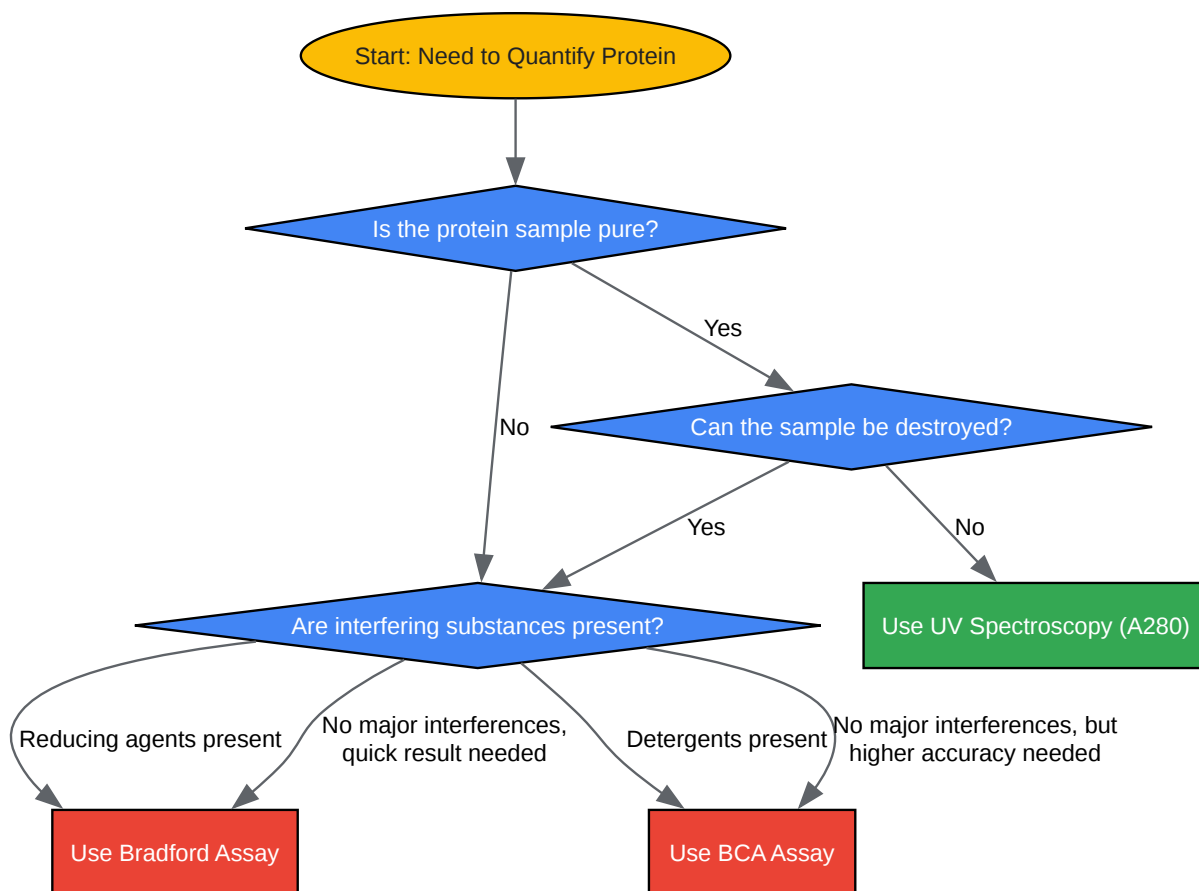 Start: Need to Quantify Protein
Is the protein sample pure?
Yes
No
Can the sample be destroyed?
Yes
No
Are interfering substances present?
Use UV Spectroscopy (A280)
Reducing agents present
No major interferences,
quick result needed
Detergents present
No major interferences, but
higher accuracy needed
Use Bradford Assay
Use BCA Assay